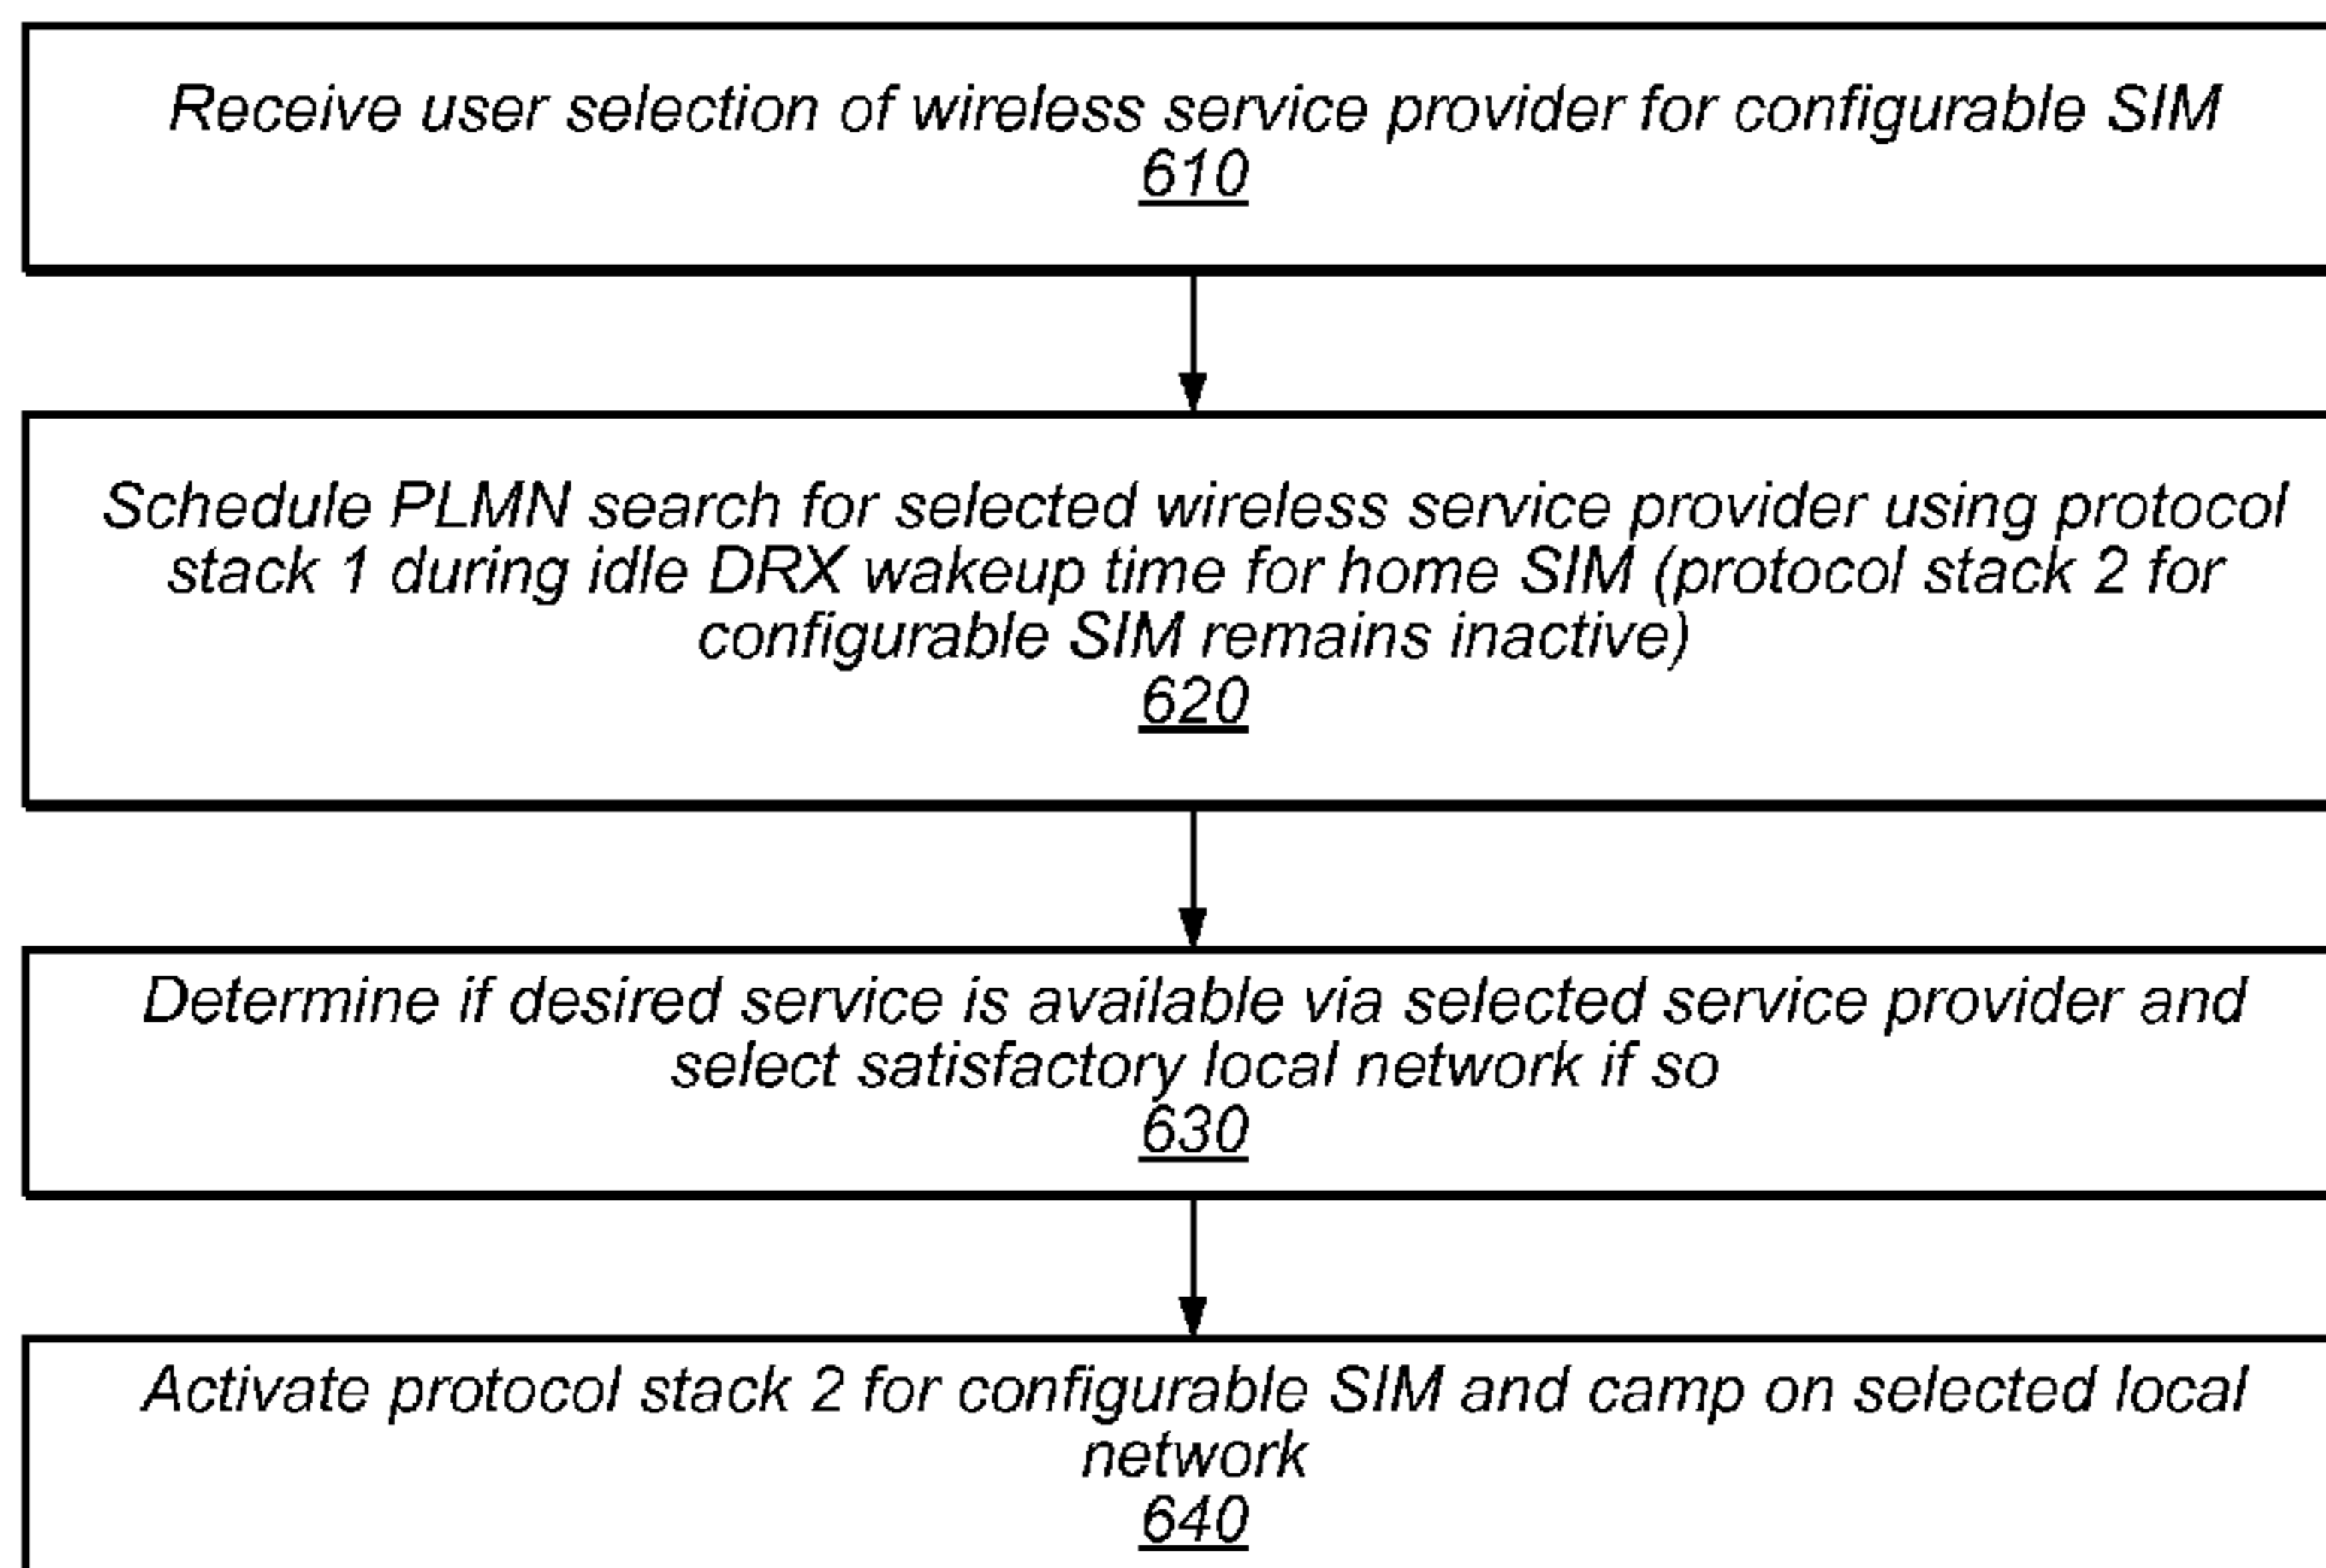 Receive user selection of wireless service provider for configurable SIM
610
Schedule PLMN search for selected wireless service provider using protocol
stack 1 during idle DRX wakeup time for home SIM (protocol stack 2 for
configurable SIM remains inactive)
620
Determine if desired service is available via selected service provider and
select satisfactory local network if so
630
Activate protocol stack 2 for configurable SIM and camp on selected local
network
640